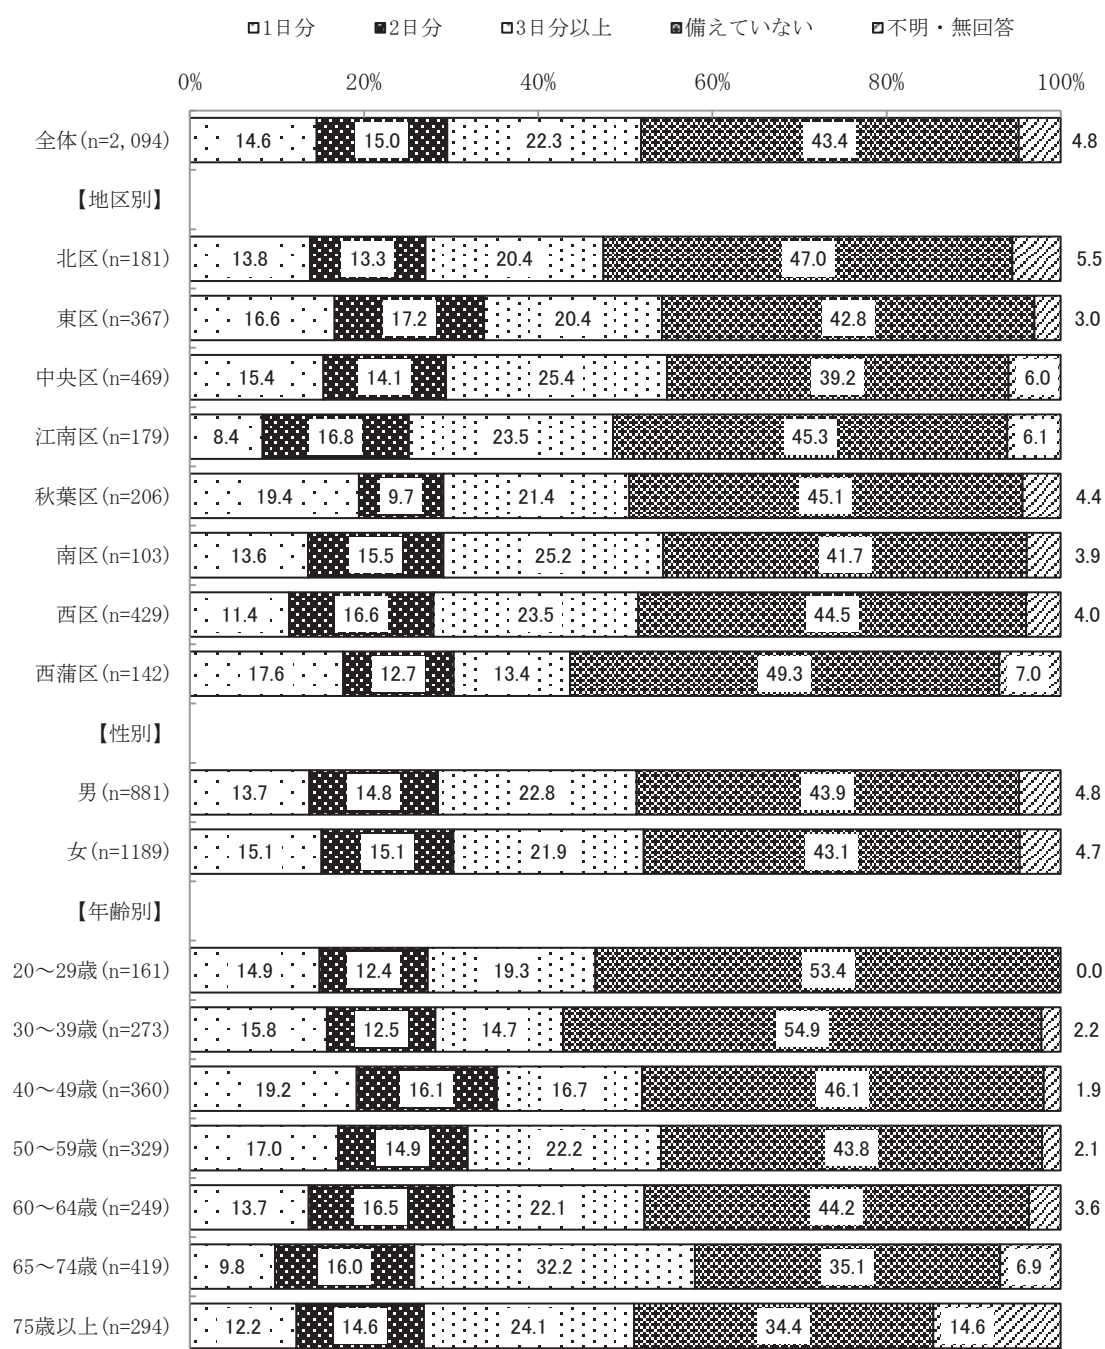 1日分 2日分 3日分以上 備えていない 不明・無回答
0% 20% 40% 60% 80% 100%
全体(n=2,094) 14.6 15.0 22.3 43.4 4.8
【地区別】
北区(n=181) 13.8 13.3 20.4 47.0 5.5
東区(n=367) 16.6 17.2 20.4 42.8 3.0
中央区(n=469) 15.4 14.1 25.4 39.2 6.0
江南区(n=179) 8.4 16.8 23.5 45.3 6.1
秋葉区(n=206) 19.4 9.7 21.4 45.1 4.4
南区(n=103) 13.6 15.5 25.2 41.7 3.9
西区(n=429) 11.4 16.6 23.5 44.5 4.0
西蒲区(n=142) 17.6 12.7 13.4 49.3 7.0
【性別】
男(n=881) 13.7 14.8 22.8 43.9 4.8
女(n=1189) 15.1 15.1 21.9 43.1 4.7
【年齢別】
20～29歳(n=161) 14.9 12.4 19.3 53.4 0.0
30～39歳(n=273) 15.8 12.5 14.7 54.9 2.2
40～49歳(n=360) 19.2 16.1 16.7 46.1 1.9
50～59歳(n=329) 17.0 14.9 22.2 43.8 2.1
60～64歳(n=249) 13.7 16.5 22.1 44.2 3.6
65～74歳(n=419) 9.8 16.0 32.2 35.1 6.9
75歳以上(n=294) 12.2 14.6 24.1 34.4 14.6